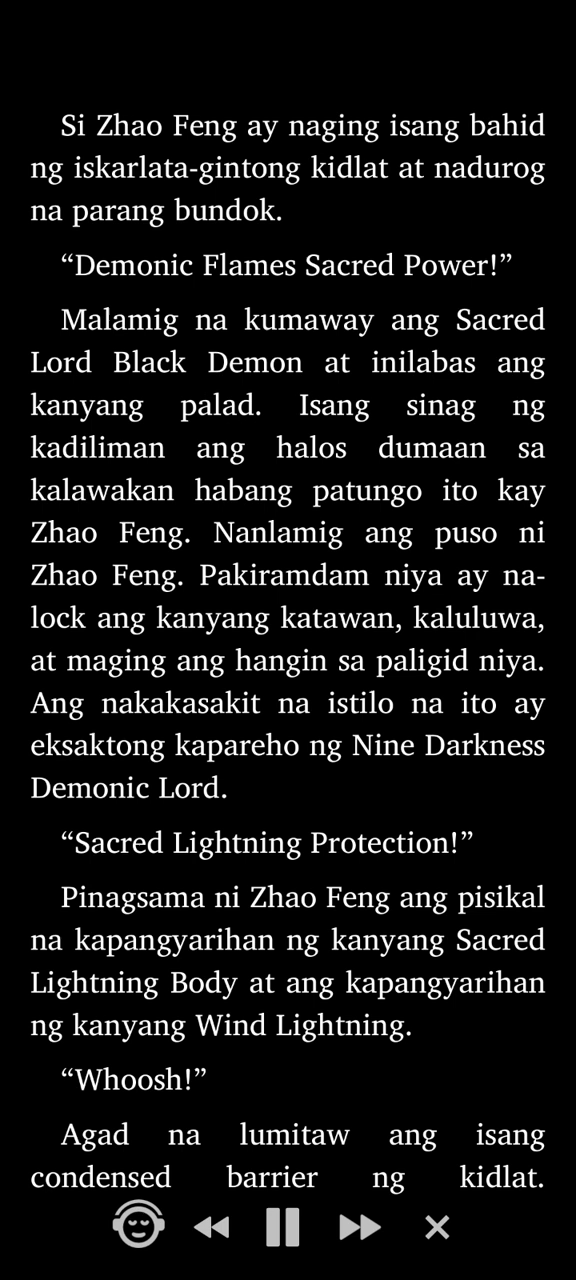 Si Zhao Feng ay naging isang bahid
ng iskarlata-gintong kidlat at nadurog
na parang bundok.
“Demonic Flames Sacred Power!”
Malamig na kumaway ang Sacred
Lord Black Demon at inilabas ang
kanyang palad. Isang sinag ng
kadiliman ang halos dumaan sa
kalawakan habang patungo ito kay
Zhao Feng. Nanlamig ang puso ni
Zhao Feng. Pakiramdam niya ay na-
lock ang kanyang katawan, kaluluwa,
at maging ang hangin sa paligid niya.
Ang nakakasakit na istilo na ito ay
eksaktong kapareho ng Nine Darkness
Demonic Lord.
“Sacred Lightning Protection!”
Pinagsama ni Zhao Feng ang pisikal
na kapangyarihan ng kanyang Sacred
Lightning Body at ang kapangyarihan
ng kanyang Wind Lightning.
“Whoosh!”
Agad na lumitaw ang isang
condensed barrier ng kidlat.